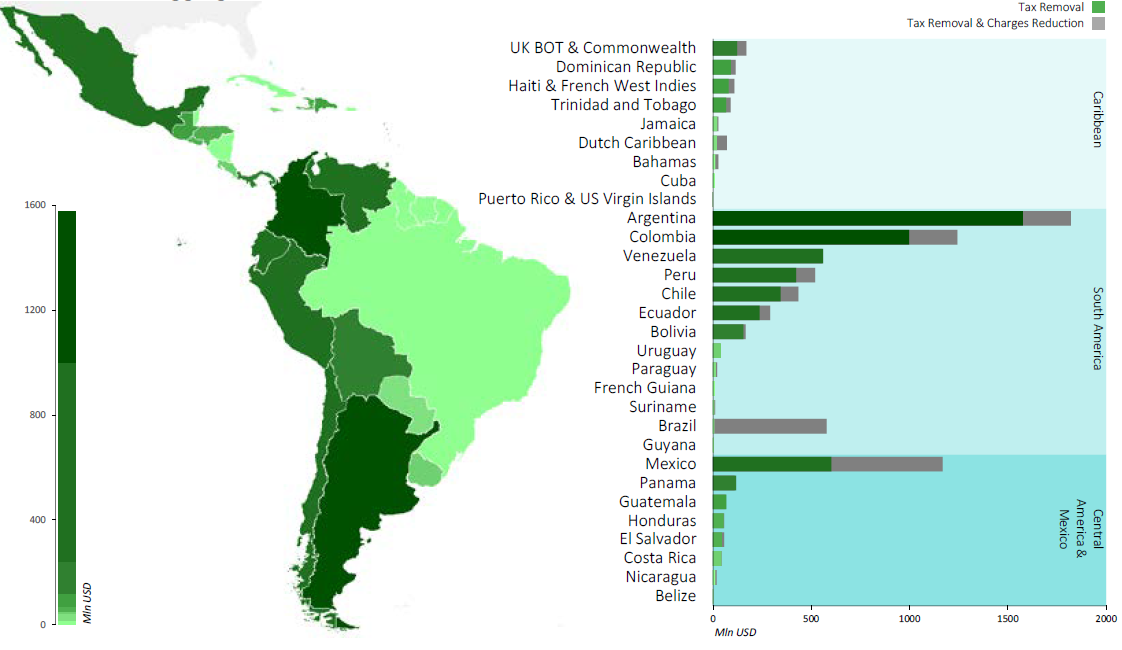 Tax Removal
Tax Removal & Charges Reduction
UK BOT & Commonwealth
Dominican Republic
Haiti & French West Indies
Trinidad and Tobago
Jamaica
Dutch Caribbean
Bahamas
Cuba
Puerto Rico & US Virgin Islands
Caribbean
Argentina
Colombia
Venezuela
Peru
Chile
Ecuador
Bolivia
Uruguay
Paraguay
French Guiana
Suriname
Brazil
Guyana
South America
Mexico
Panama
Guatemala
Honduras
El Salvador
Costa Rica
Nicaragua
Belize
Central
America &
Mexico
0
500
1000
1500
2000
Mln USD
1600
1200
800
400
0
Mln USD